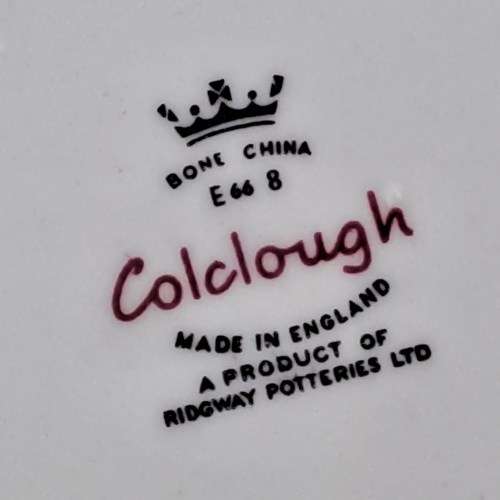 BONE CHINA
E66 8
Colclough
MADE IN ENGLAND
A PRODUCT OF
RIDGWAY POTTERIES LTD